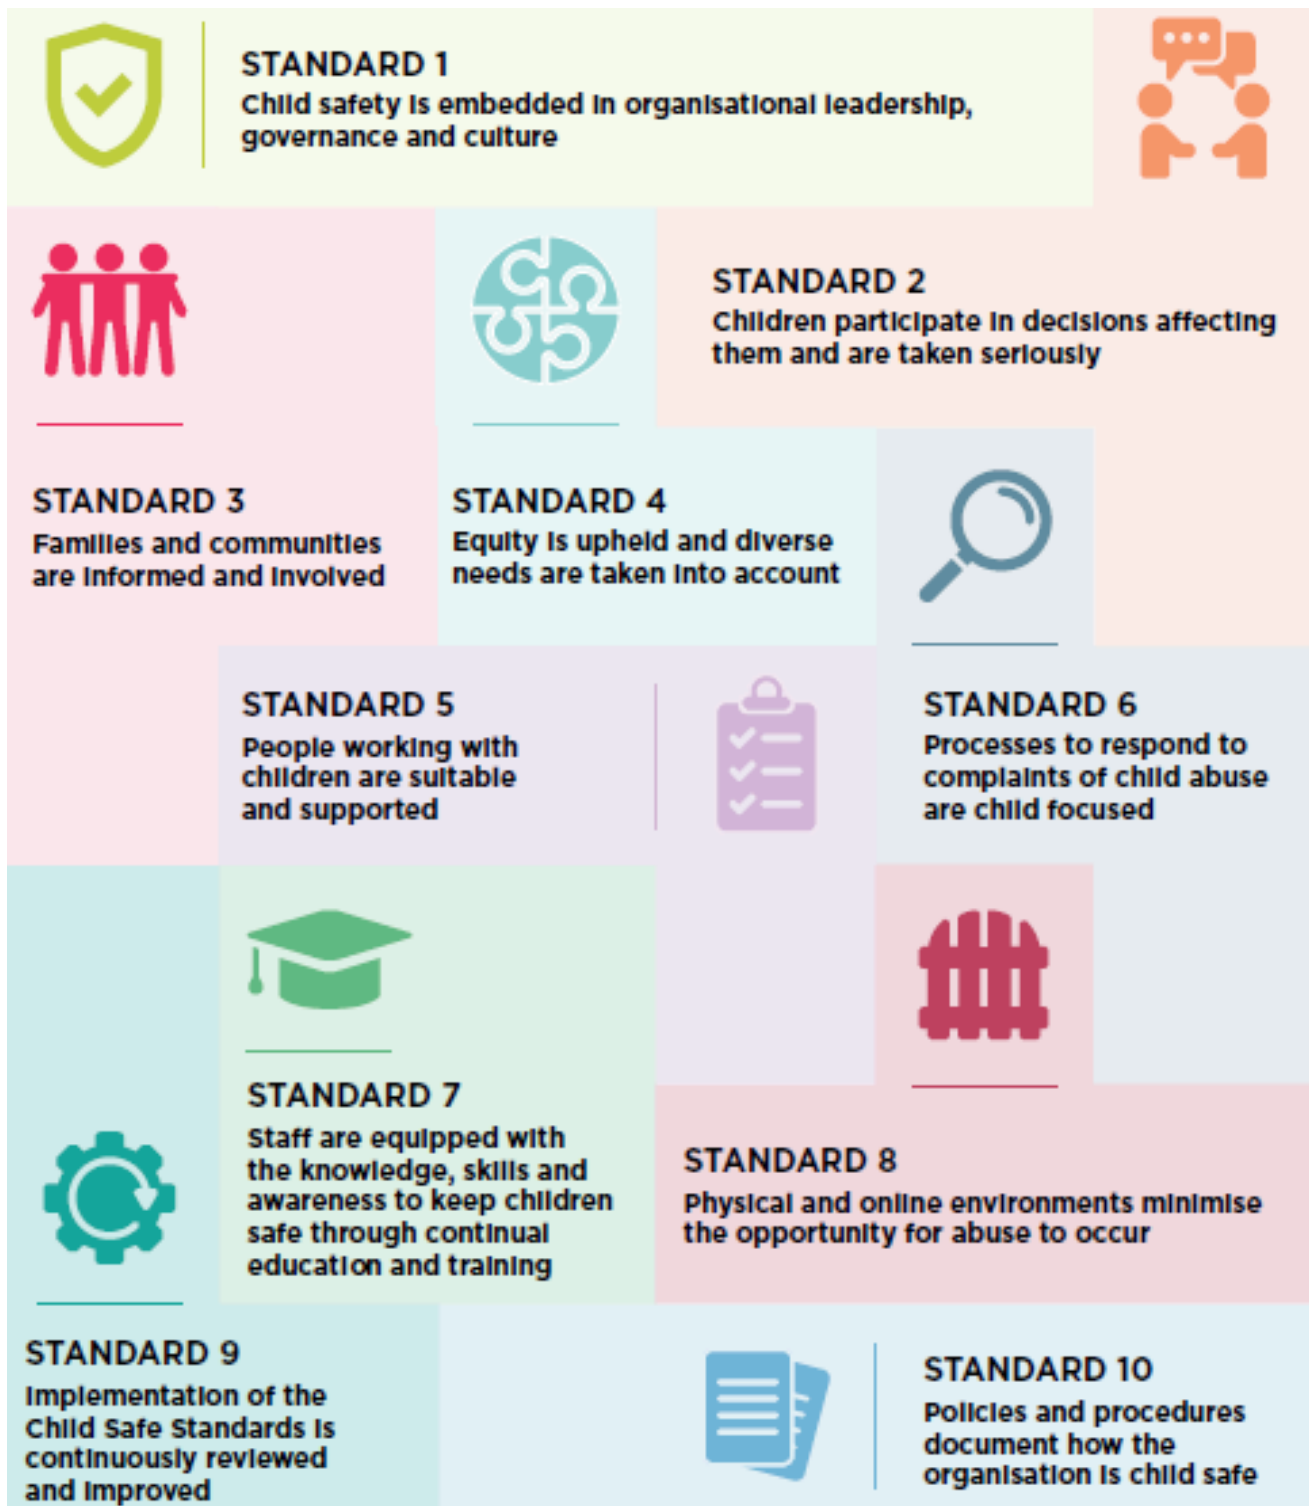 STANDARD 1
Child safety is embedded in organisational leadership,
governance and culture
STANDARD 2
Children participate in decisions affecting
them and are taken seriously
STANDARD 3
Families and communities
are informed and involved
STANDARD 4
Equity is upheld and diverse
needs are taken into account
STANDARD 5
People working with
children are suitable
and supported
STANDARD 6
Processes to respond to
complaints of child abuse
are child focused
STANDARD 7
Staff are equipped with
the knowledge, skills and
awareness to keep children
safe through continual
education and training
STANDARD 8
Physical and online environments minimise
the opportunity for abuse to occur
STANDARD 9
Implementation of the
Child Safe Standards is
continuously reviewed
and improved
STANDARD 10
Policies and procedures
document how the
organisation is child safe